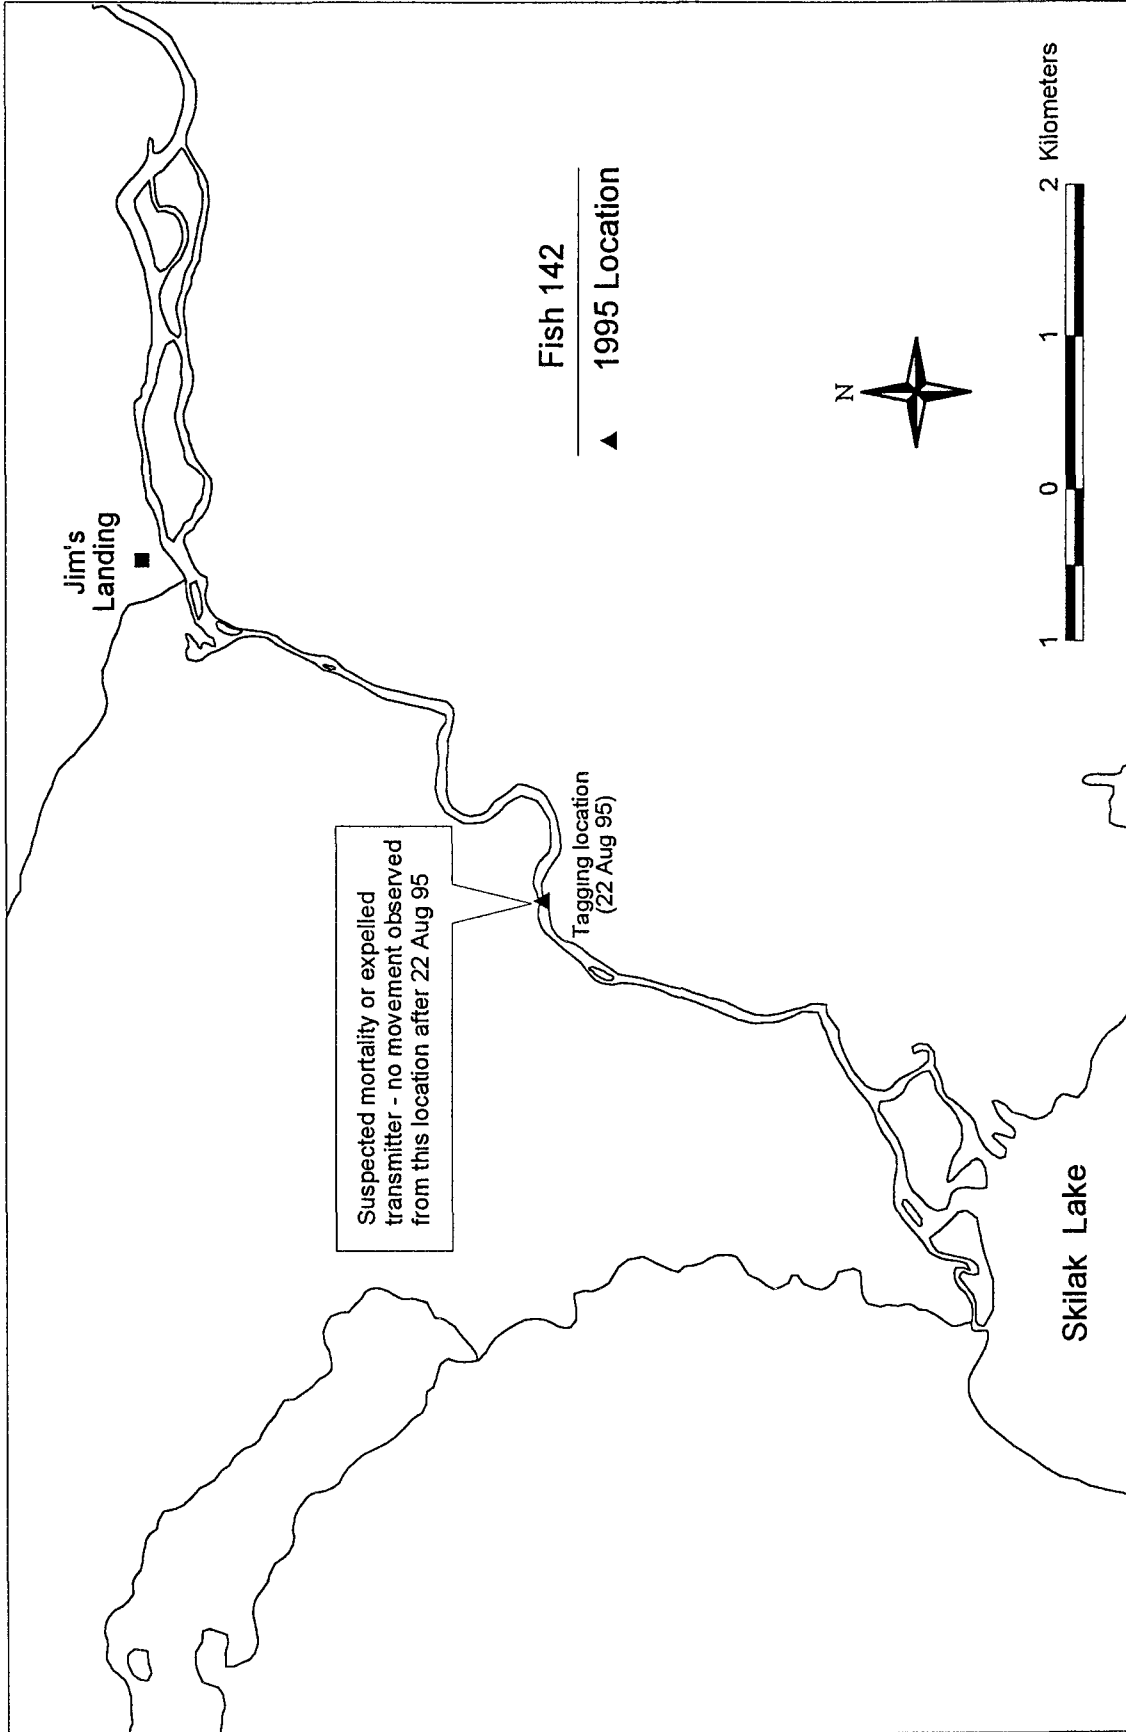 Jim's
Landing
Suspected mortality or expelled
transmitter - no movement observed
from this location after 22 Aug 95
Tagging location
(22 Aug 95)
Fish 142
1995 Location
N
Skilak Lake
1 0 1 2 Kilometers